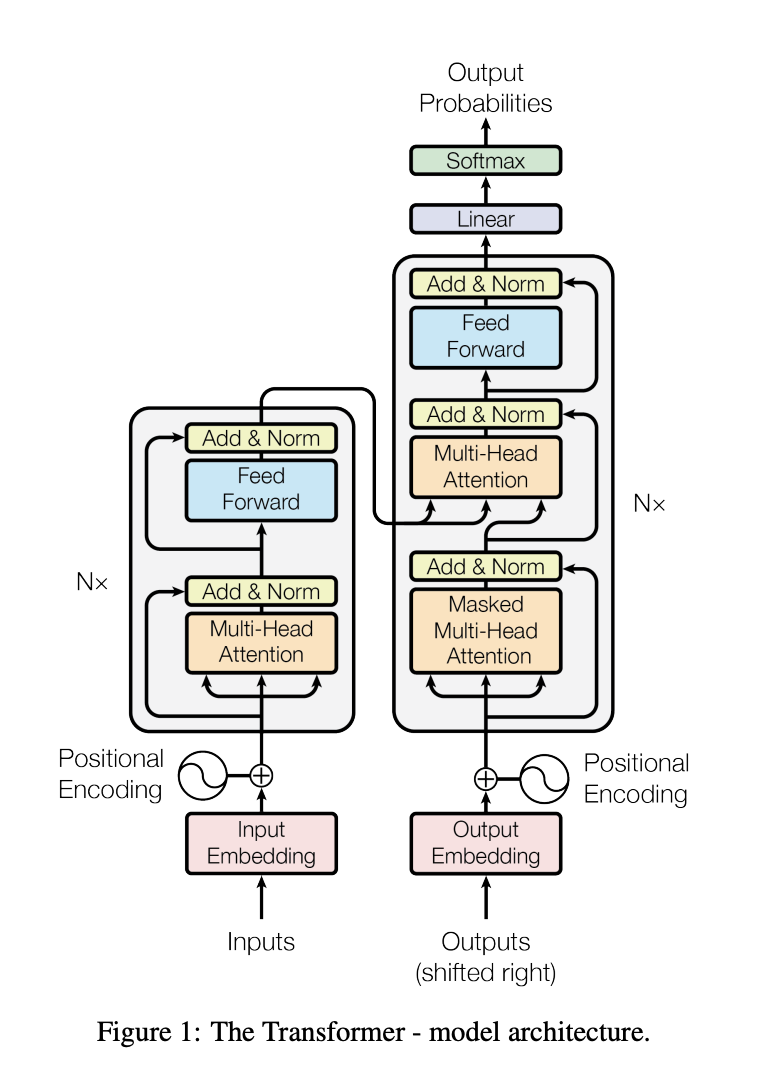 Output
Probabilities
Softmax
Linear
Add & Norm
Feed
Forward
Add & Norm
Multi-Head
Attention
Nx
Add & Norm
Masked
Multi-Head
Attention
Add & Norm
Feed
Forward
Nx
Add & Norm
Multi-Head
Attention
Positional
Encoding
Positional
Encoding
Input
Embedding
Output
Embedding
Inputs
Outputs
(shifted right)
Figure 1: The Transformer - model architecture.